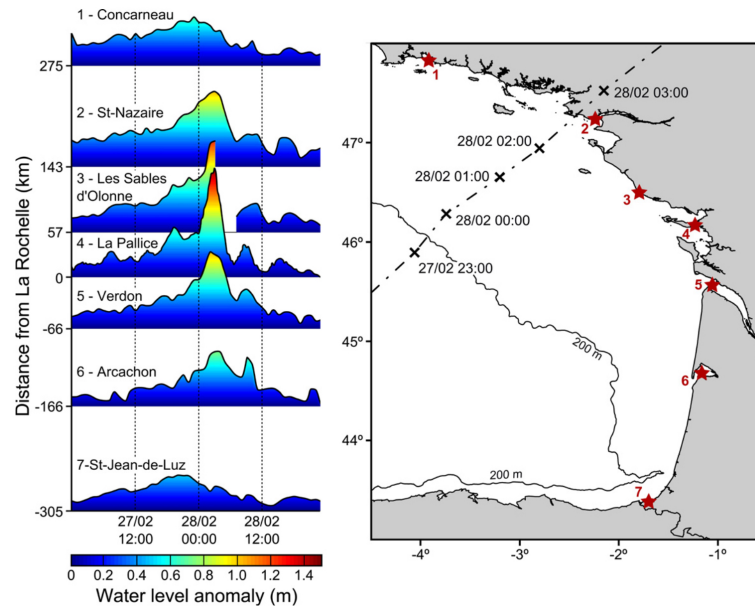 1 - Concarneau
275
2 - St-Nazaire
143
3 - Les Sables
d'Olonne
57
4 - La Pallice
0
5 - Verdon
-66
6 - Arcachon
-166
7-St-Jean-de-Luz
-305
Distance from La Rochelle (km)
27/02
12:00
28/02
00:00
28/02
12:00
0 0.2 0.4 0.6 0.8 1.0 1.2 1.4
Water level anomaly (m)
47°
46°
45°
44°
-4° -3° -2° -1°
28/02 03:00
28/02 02:00
28/02 01:00
28/02 00:00
27/02 23:00
1
2
3
4
5
6
7
200 m
200 m